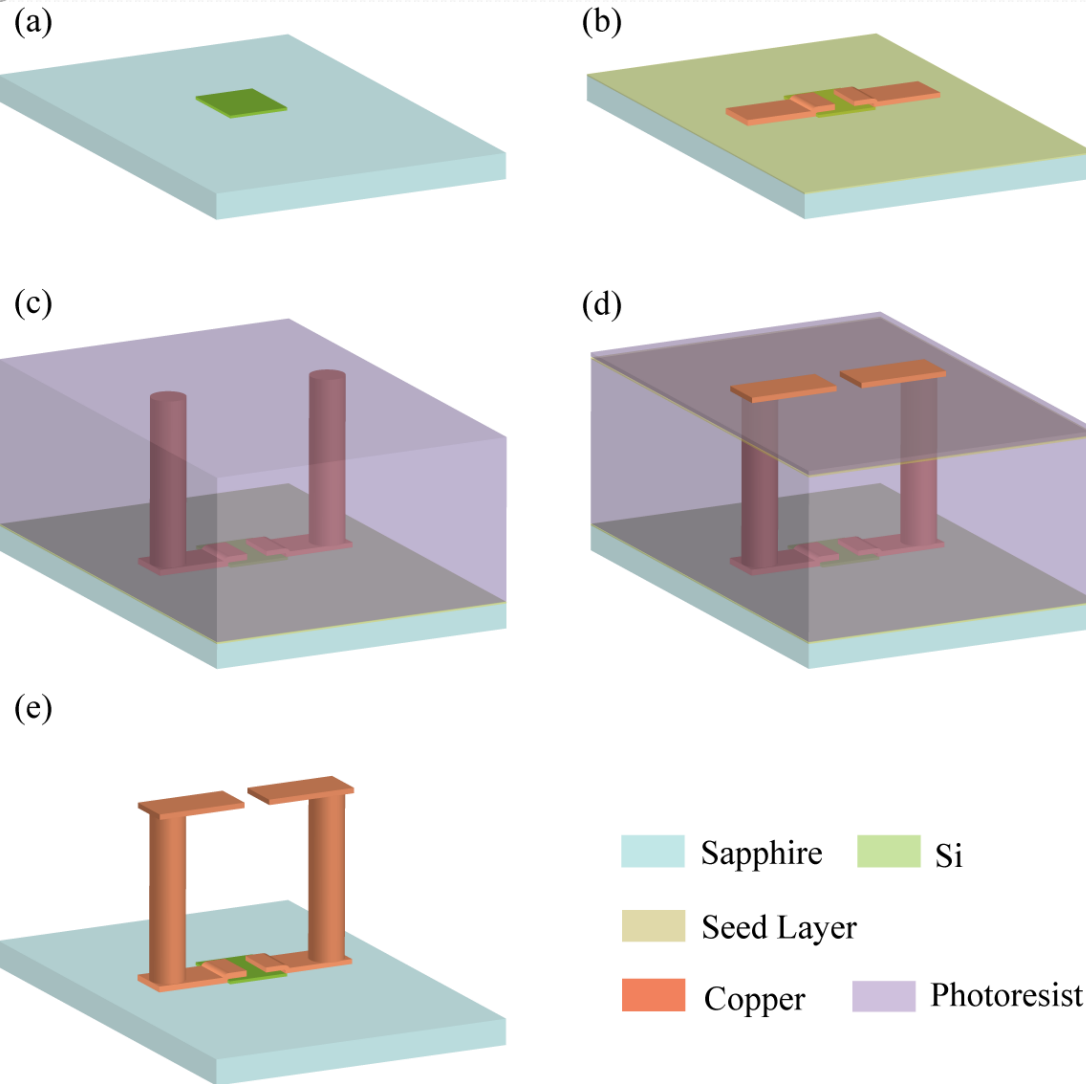 (a)
(b)
(c)
(d)
(e)
Sapphire
Si
Seed Layer
Copper
Photoresist